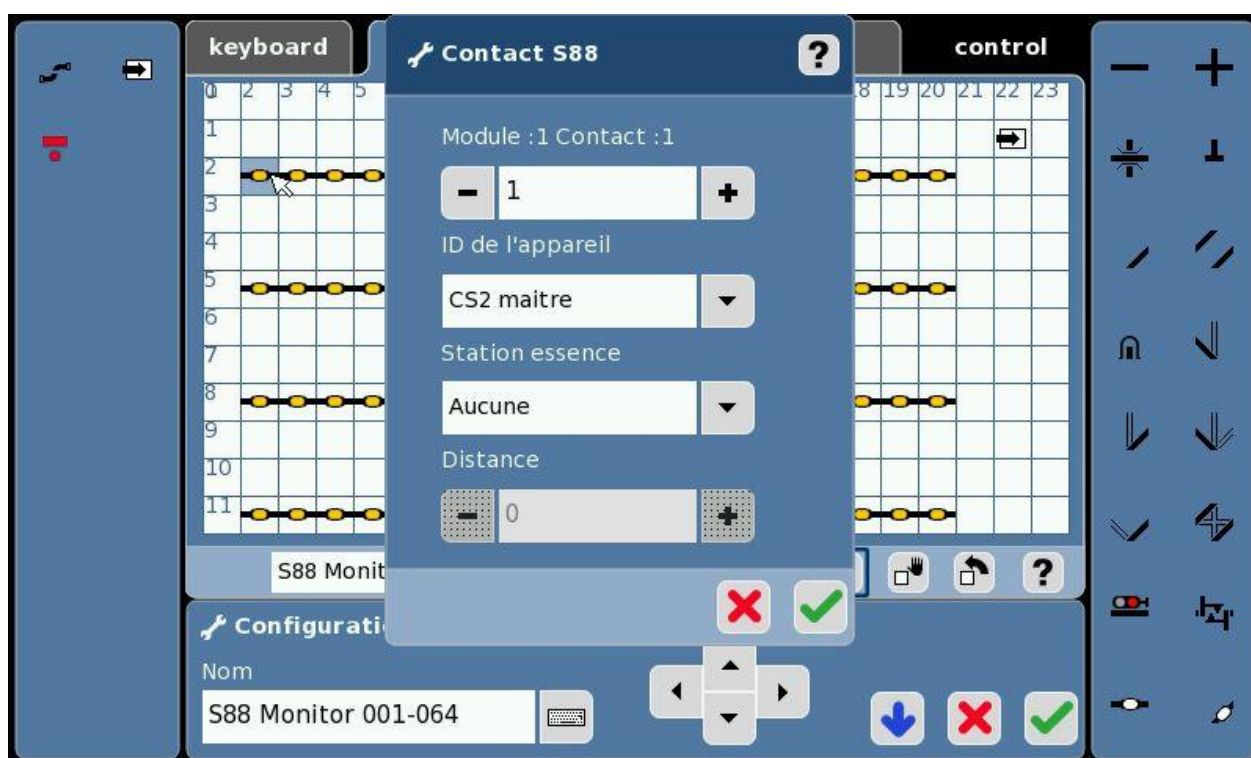 keyboard
Contact S88
?
control
0 2 3 4 5
18 19 20 21 22 23
1
2
3
4
5
6
7
8
9
10
11
Module :1 Contact :1
- 1 +
ID de l'appareil
CS2 maitre
Station essence
Aucune
Distance
- 0 +
S88 Monit
?
Configurati
Nom
S88 Monitor 001-064